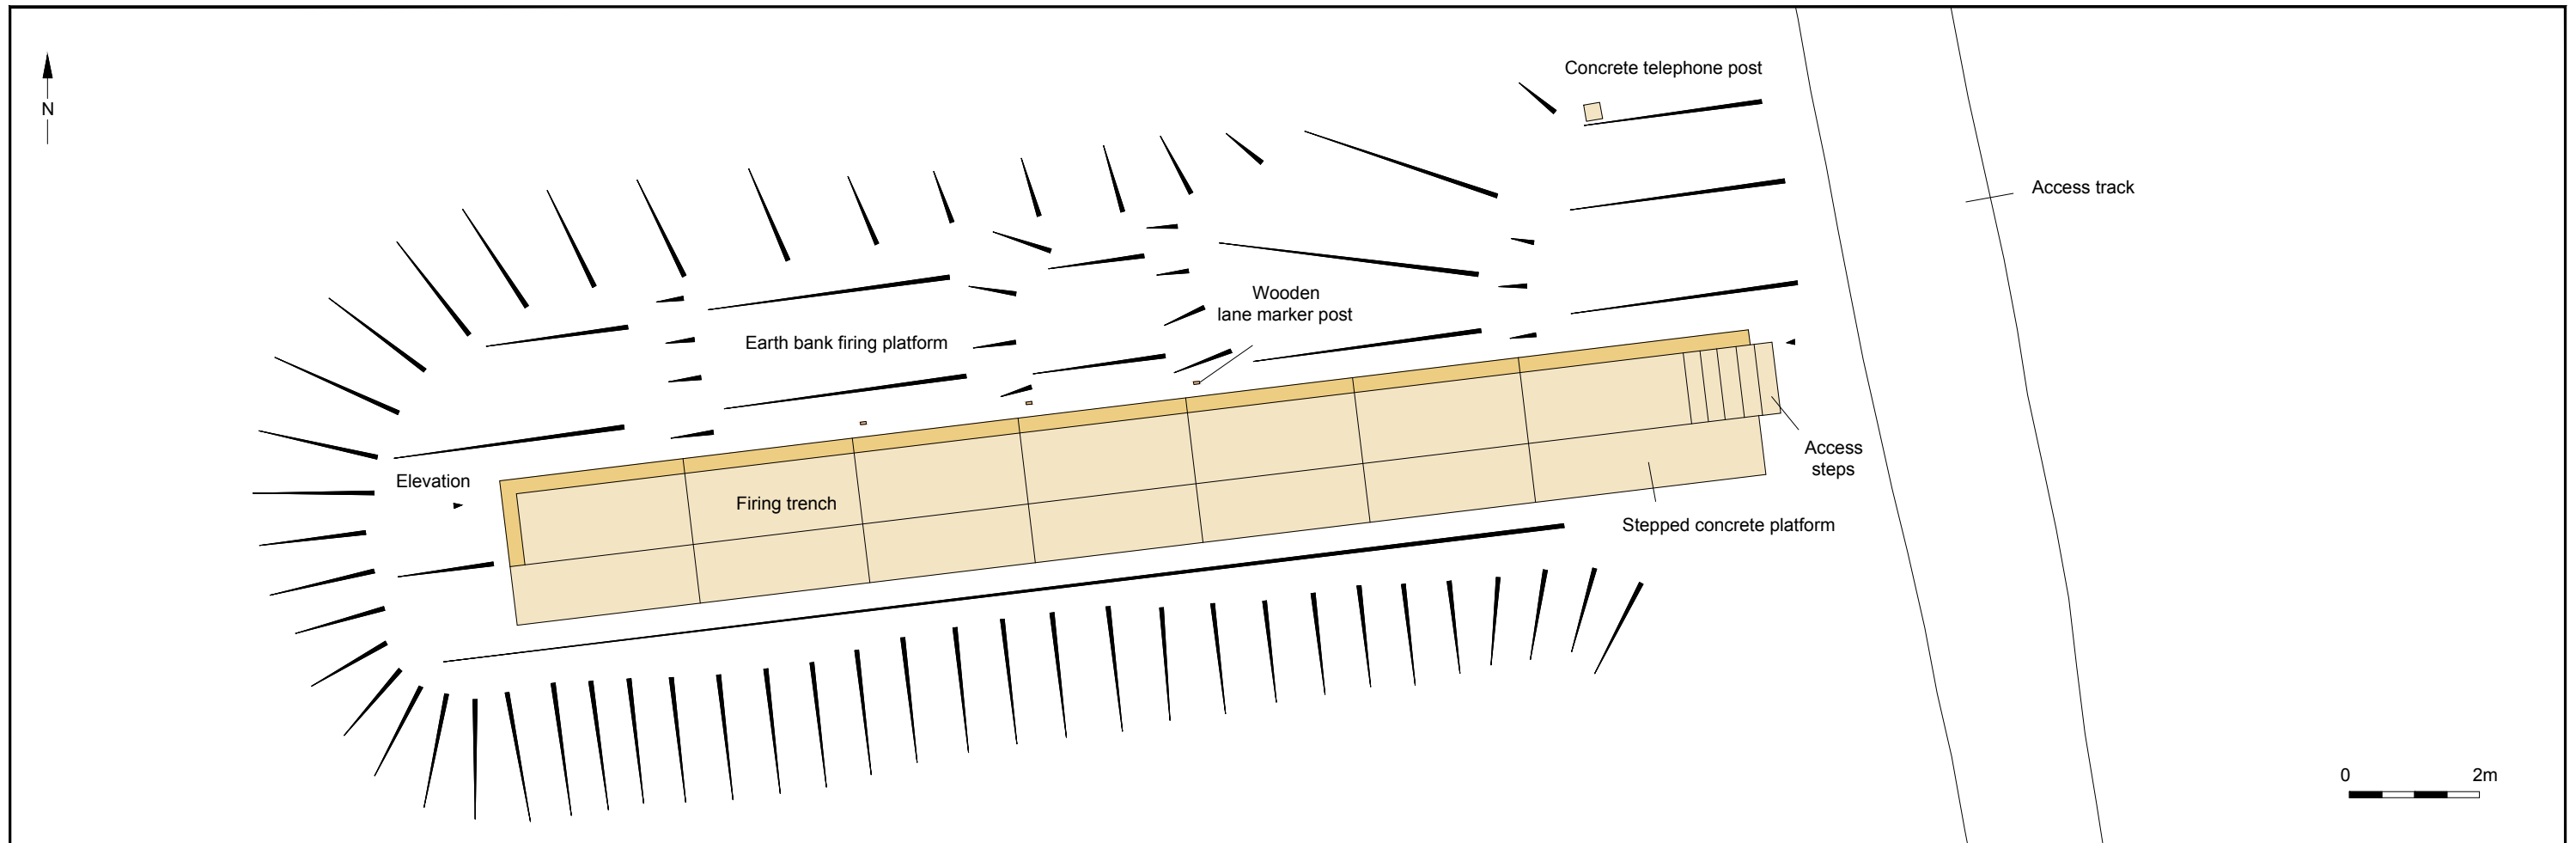 Concrete telephone post
N
Access track
Wooden
lane marker post
Earth bank firing platform
Access
steps
Elevation
Firing trench
Stepped concrete platform
0 2m